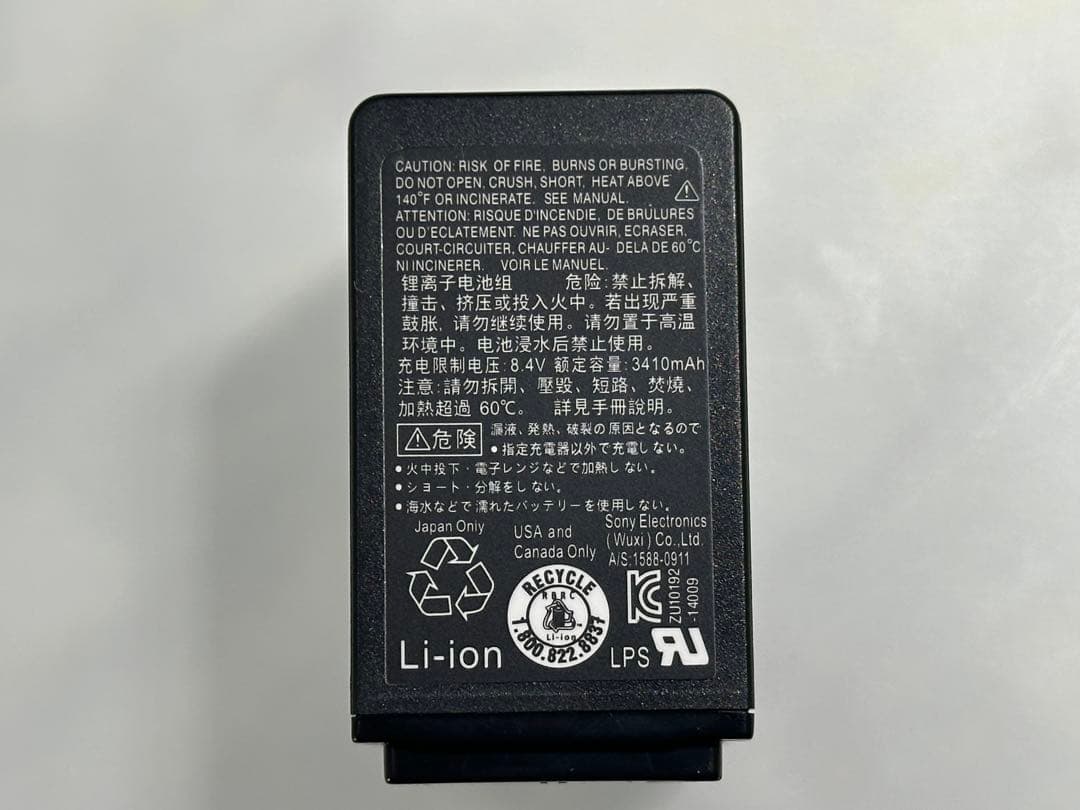 CAUTION: RISK OF FIRE, BURNS OR BURSTING.
DO NOT OPEN, CRUSH, SHORT, HEAT ABOVE
140°F OR INCINERATE. SEE MANUAL.
ATTENTION: RISQUE D'INCENDIE, DE BRULURES
OU D'ECLATEMENT. NE PAS OUVRIR, ECRASER,
COURT-CIRCUITER, CHAUFFER AU- DELA DE 60°C
NI INCINERER. VOIR LE MANUEL.
锂离子电池组 危险:禁止拆解、
撞击、挤压或投入火中。若出现严重
鼓胀,请勿继续使用。请勿置于高温
环境中。电池浸水后禁止使用。
充电限制电压:8.4V 额定容量:3410mAh
注意:請勿拆開、壓毀、短路、焚燒、
加熱超過 60℃。 詳見手冊說明。
危険 漏液、発熱、破裂の原因となるので
•指定充電器以外で充電しない。
•火中投下・電子レンジなどで加熱しない。
•ショート・分解をしない。
•海水などで濡れたバッテリーを使用しない。
Japan Only
USA and
Canada Only
Sony Electronics
(Wuxi) Co.,Ltd.
A/S:1588-0911
RECYCLE
RBRC
Li-ion
1.800.822.8837
ZU10192
-14009
Li-ion
LPS